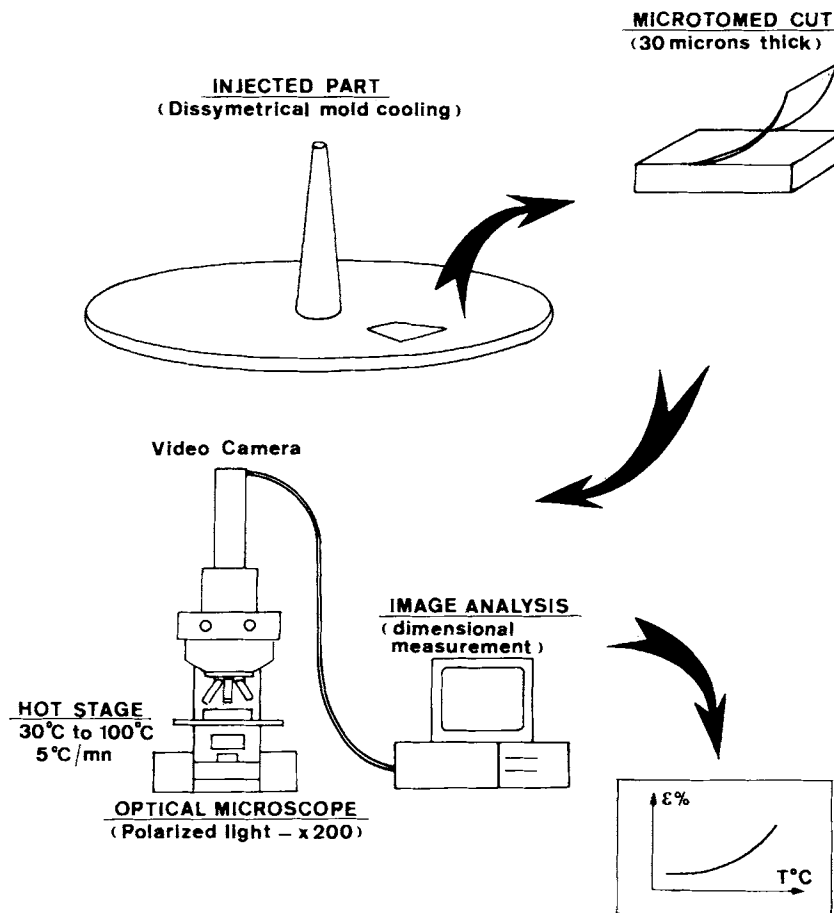 MICROTOMED CUT
(30 microns thick)
INJECTED PART
(Dissymetrical mold cooling)
Video Camera
IMAGE ANALYSIS
(dimensional
measurement)
HOT STAGE
30°C to 100°C
5°C/mn
OPTICAL MICROSCOPE
(Polarized light – x200)
ε%
T°C